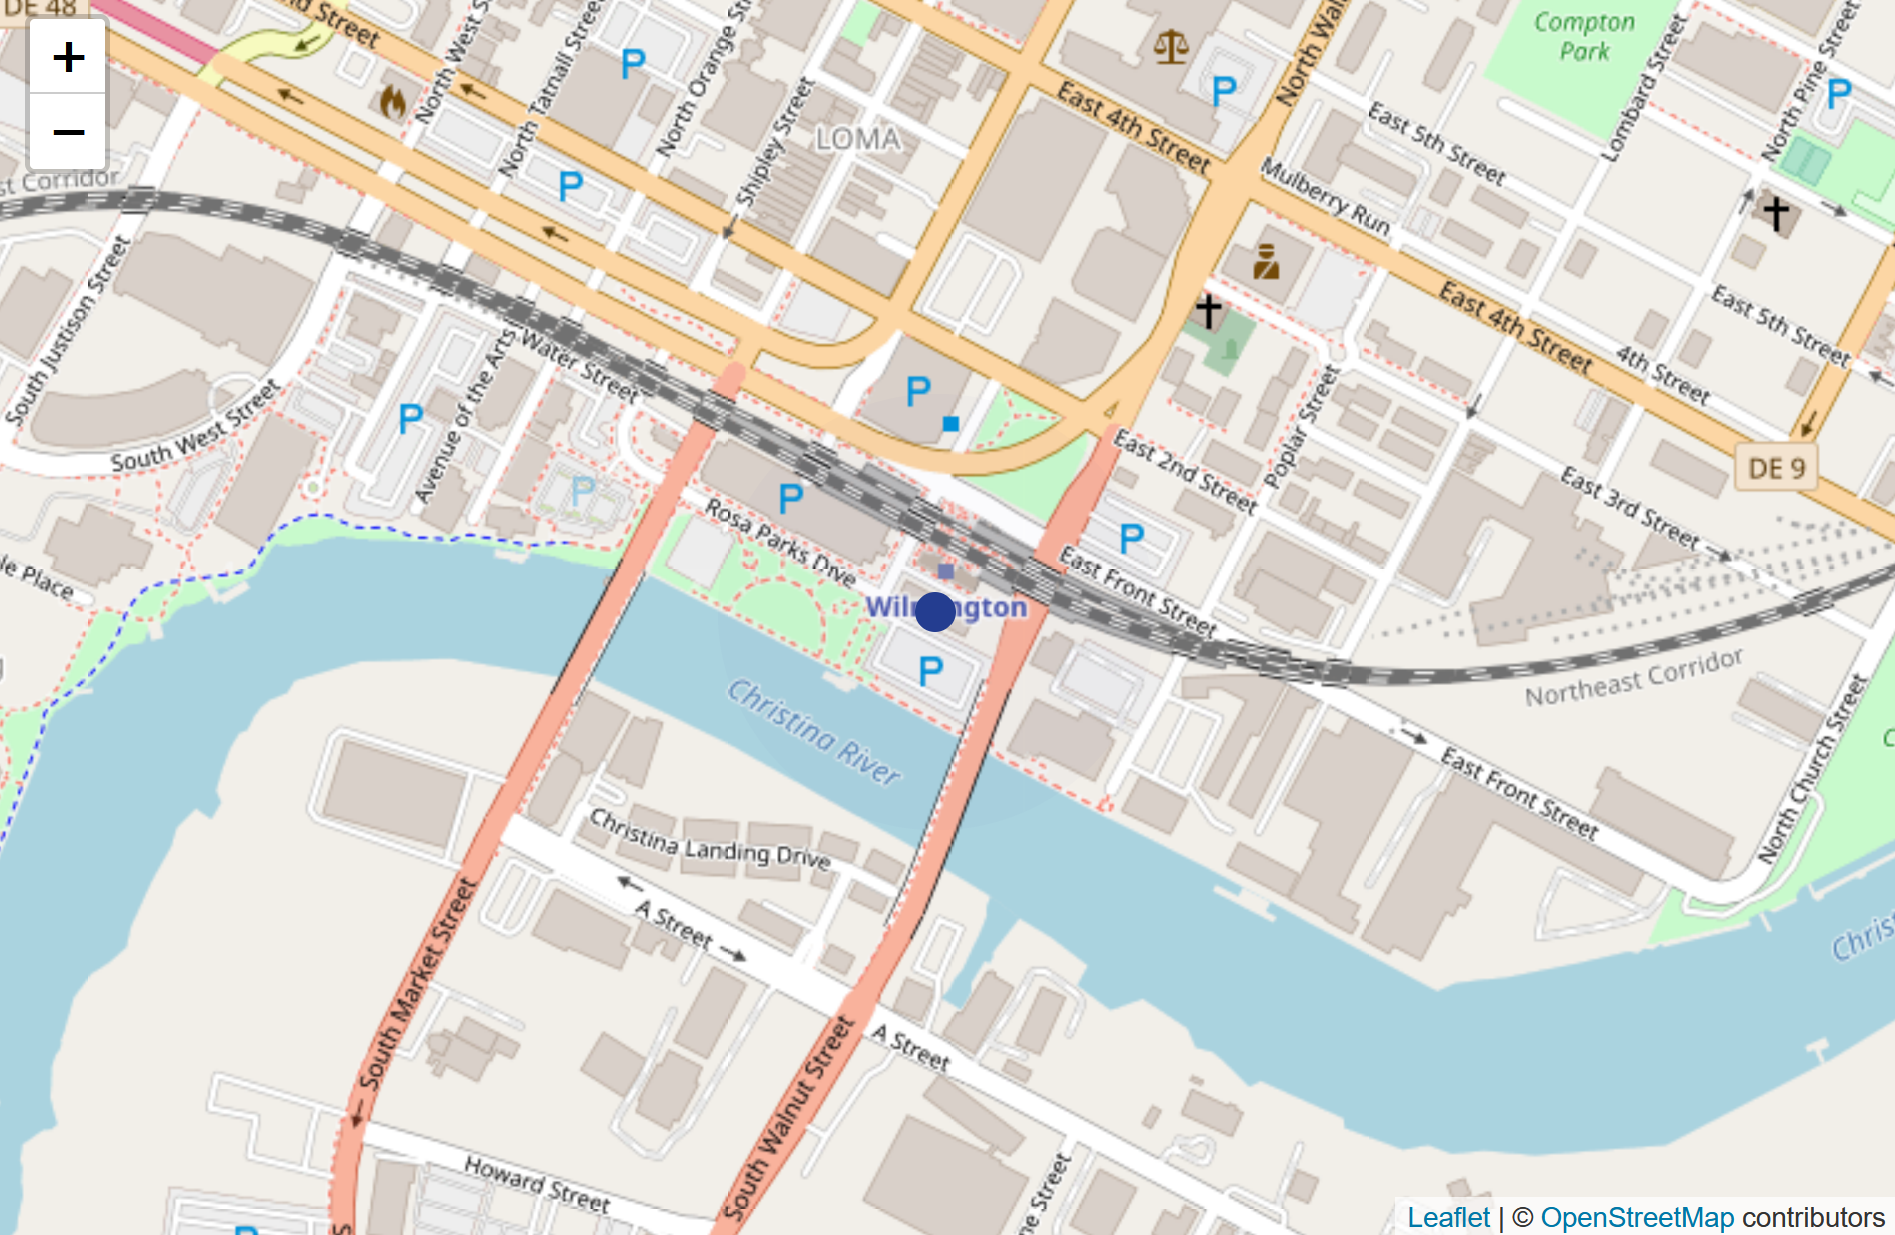 DE 48
+
−
Street
North West S
North Tatnall Street
North Orange St
Shipley Street
LOMA
P
P
P
East 4th Street
North Wal
East 5th Street
Compton
Park
Lombard Street
North Pine Street
P
Mulberry Run
st Corridor
South Justison Street
South West Street
P
Avenue of the Arts
Water Street
P
P
P
East 4th Street
4th Street
East 5th Street
DE 9
East 2nd Street
Poplar Street
East 3rd Street
P
P
Rosa Parks Dive
East Front Street
le Place
P
Christina River
Northeast Corridor
East Front Street
North Church Street
C
Christ
Christina Landing Drive
A Street
A Street
South Market Street
South Walnut Street
Howard Street
ne Street
P
S
Leaflet | © OpenStreetMap contributors